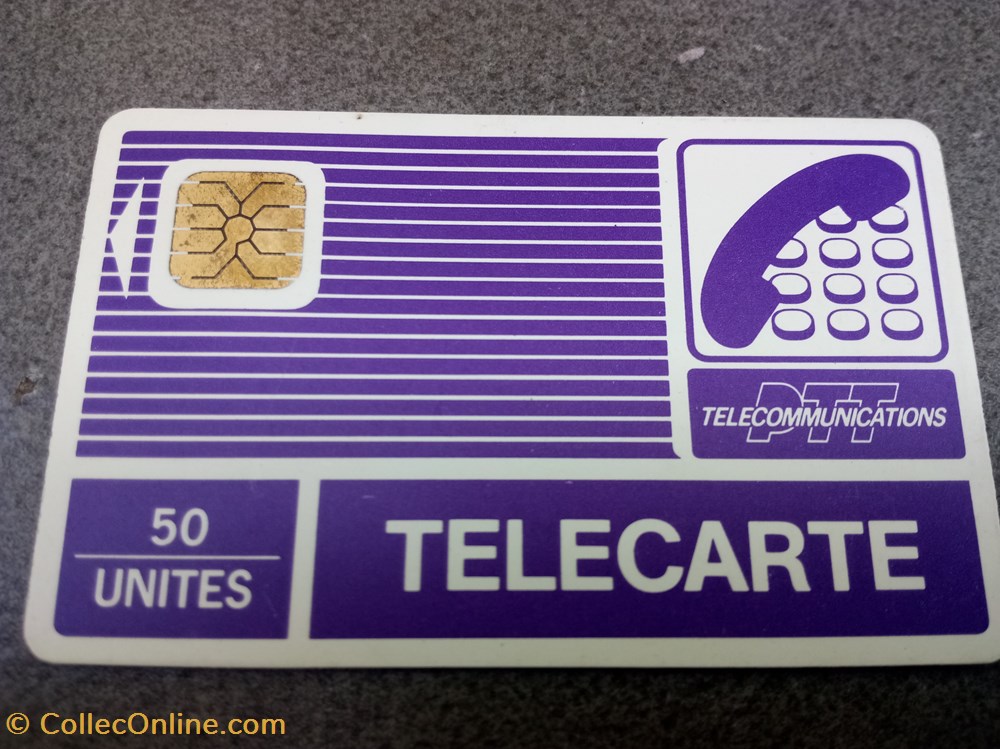 PTT
TELECOMMUNICATIONS
50
UNITES
TELECARTE
© CollecOnline.com